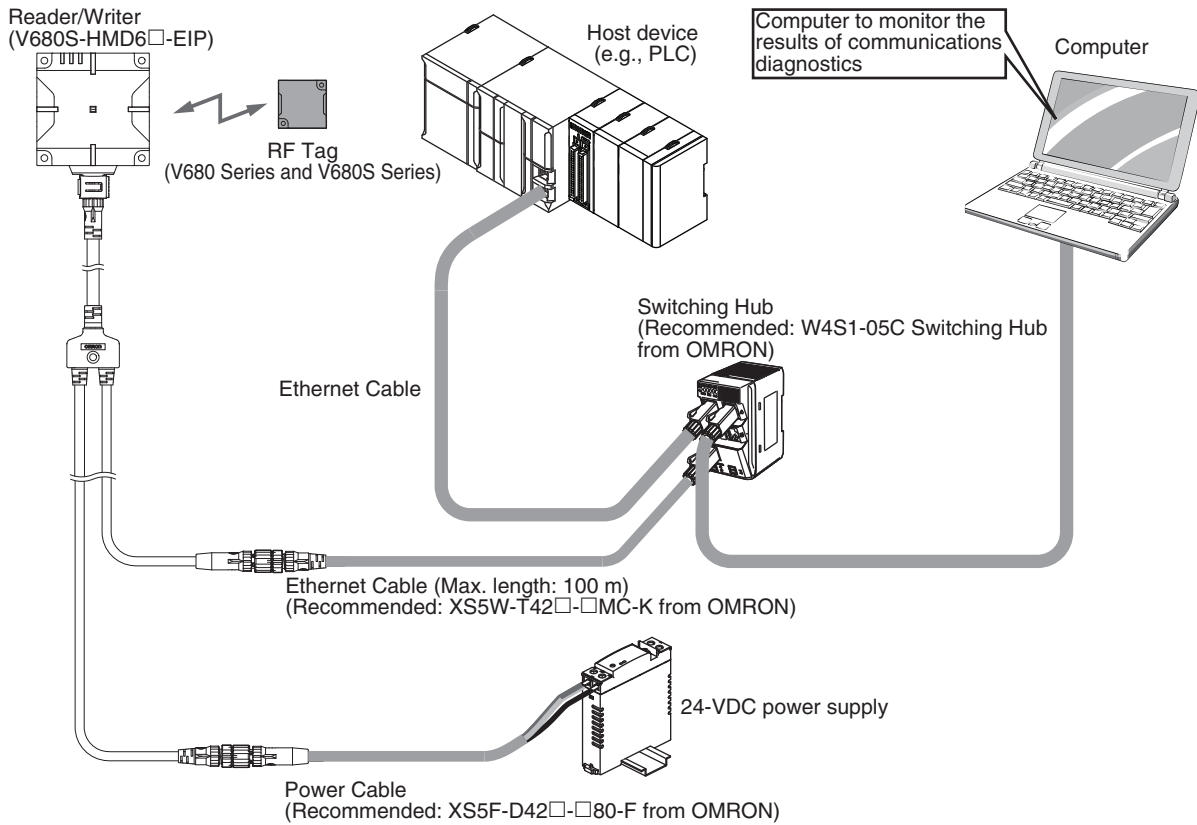 Reader/Writer
(V680S-HMD6□-EIP)
RF Tag
(V680 Series and V680S Series)
Host device
(e.g., PLC)
Computer to monitor the
results of communications
diagnostics
Computer
OMRON
Ethernet Cable
Switching Hub
(Recommended: W4S1-05C Switching Hub
from OMRON)
Ethernet Cable (Max. length: 100 m)
(Recommended: XS5W-T42□-□MC-K from OMRON)
24-VDC power supply
Power Cable
(Recommended: XS5F-D42□-□80-F from OMRON)